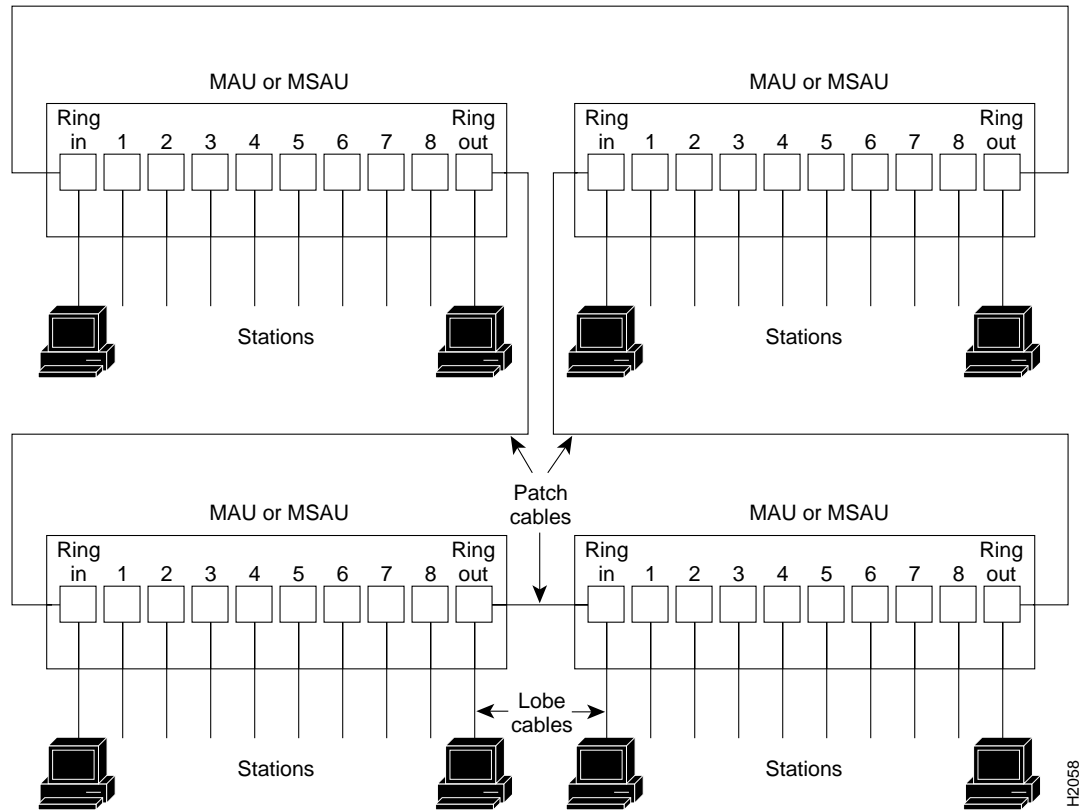 MAU or MSAU
MAU or MSAU
Ring
in 1 2 3 4 5 6 7 8 Ring
out
Ring
in 1 2 3 4 5 6 7 8 Ring
out
Stations
Stations
Patch
cables
MAU or MSAU
MAU or MSAU
Ring
in 1 2 3 4 5 6 7 8 Ring
out
Ring
in 1 2 3 4 5 6 7 8 Ring
out
Lobe
cables
Stations
Stations
H2058